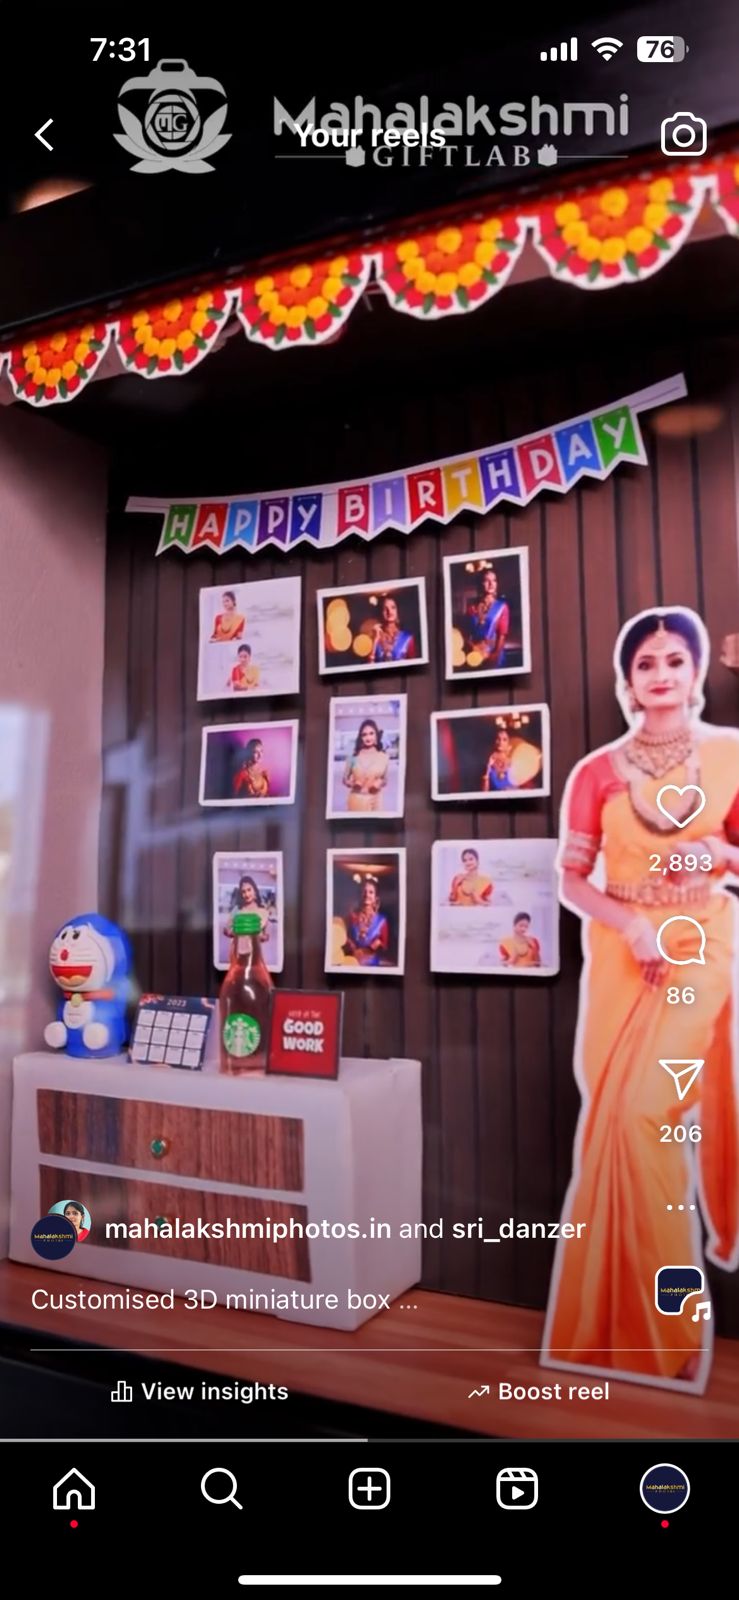 7:31
76
Mahalakshmi
Your reels
GIFTLAB
HAPPY BIRTHDAY
2,893
86
2023
GOOD
WORK
206
mahalakshmiphotos.in and sri_danzer
Customised 3D miniature box ...
View insights
Boost reel